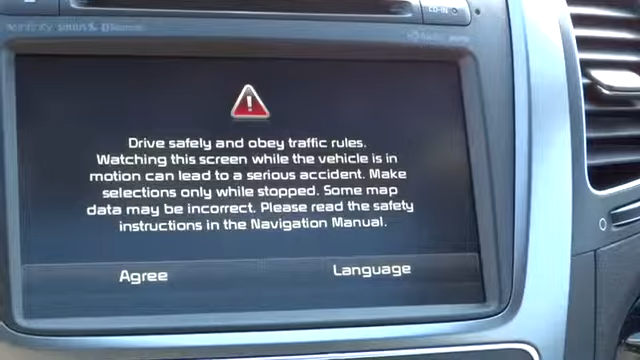 Drive safely and obey traffic rules.
Watching this screen while the vehicle is in
motion can lead to a serious accident. Make
selections only while stopped. Some map
data may be incorrect. Please read the safety
instructions in the Navigation Manual.
Agree
Language